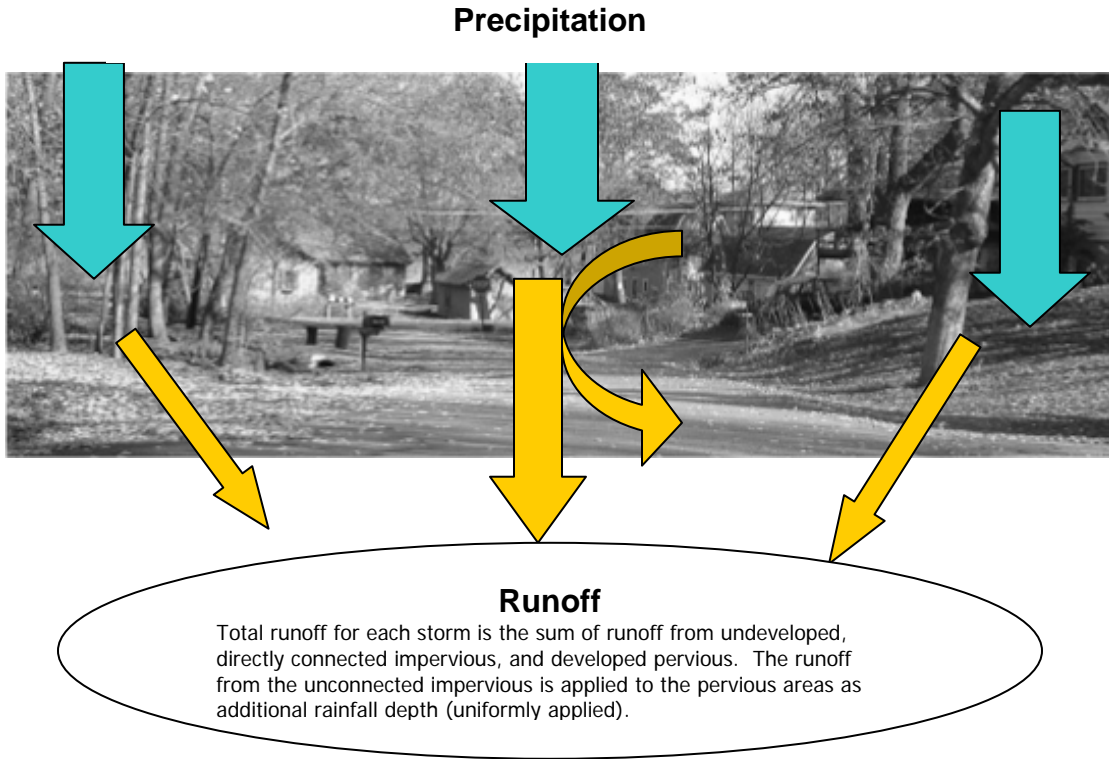 Precipitation
Runoff
Total runoff for each storm is the sum of runoff from undeveloped,
directly connected impervious, and developed pervious.  The runoff
from the unconnected impervious is applied to the pervious areas as
additional rainfall depth (uniformly applied).